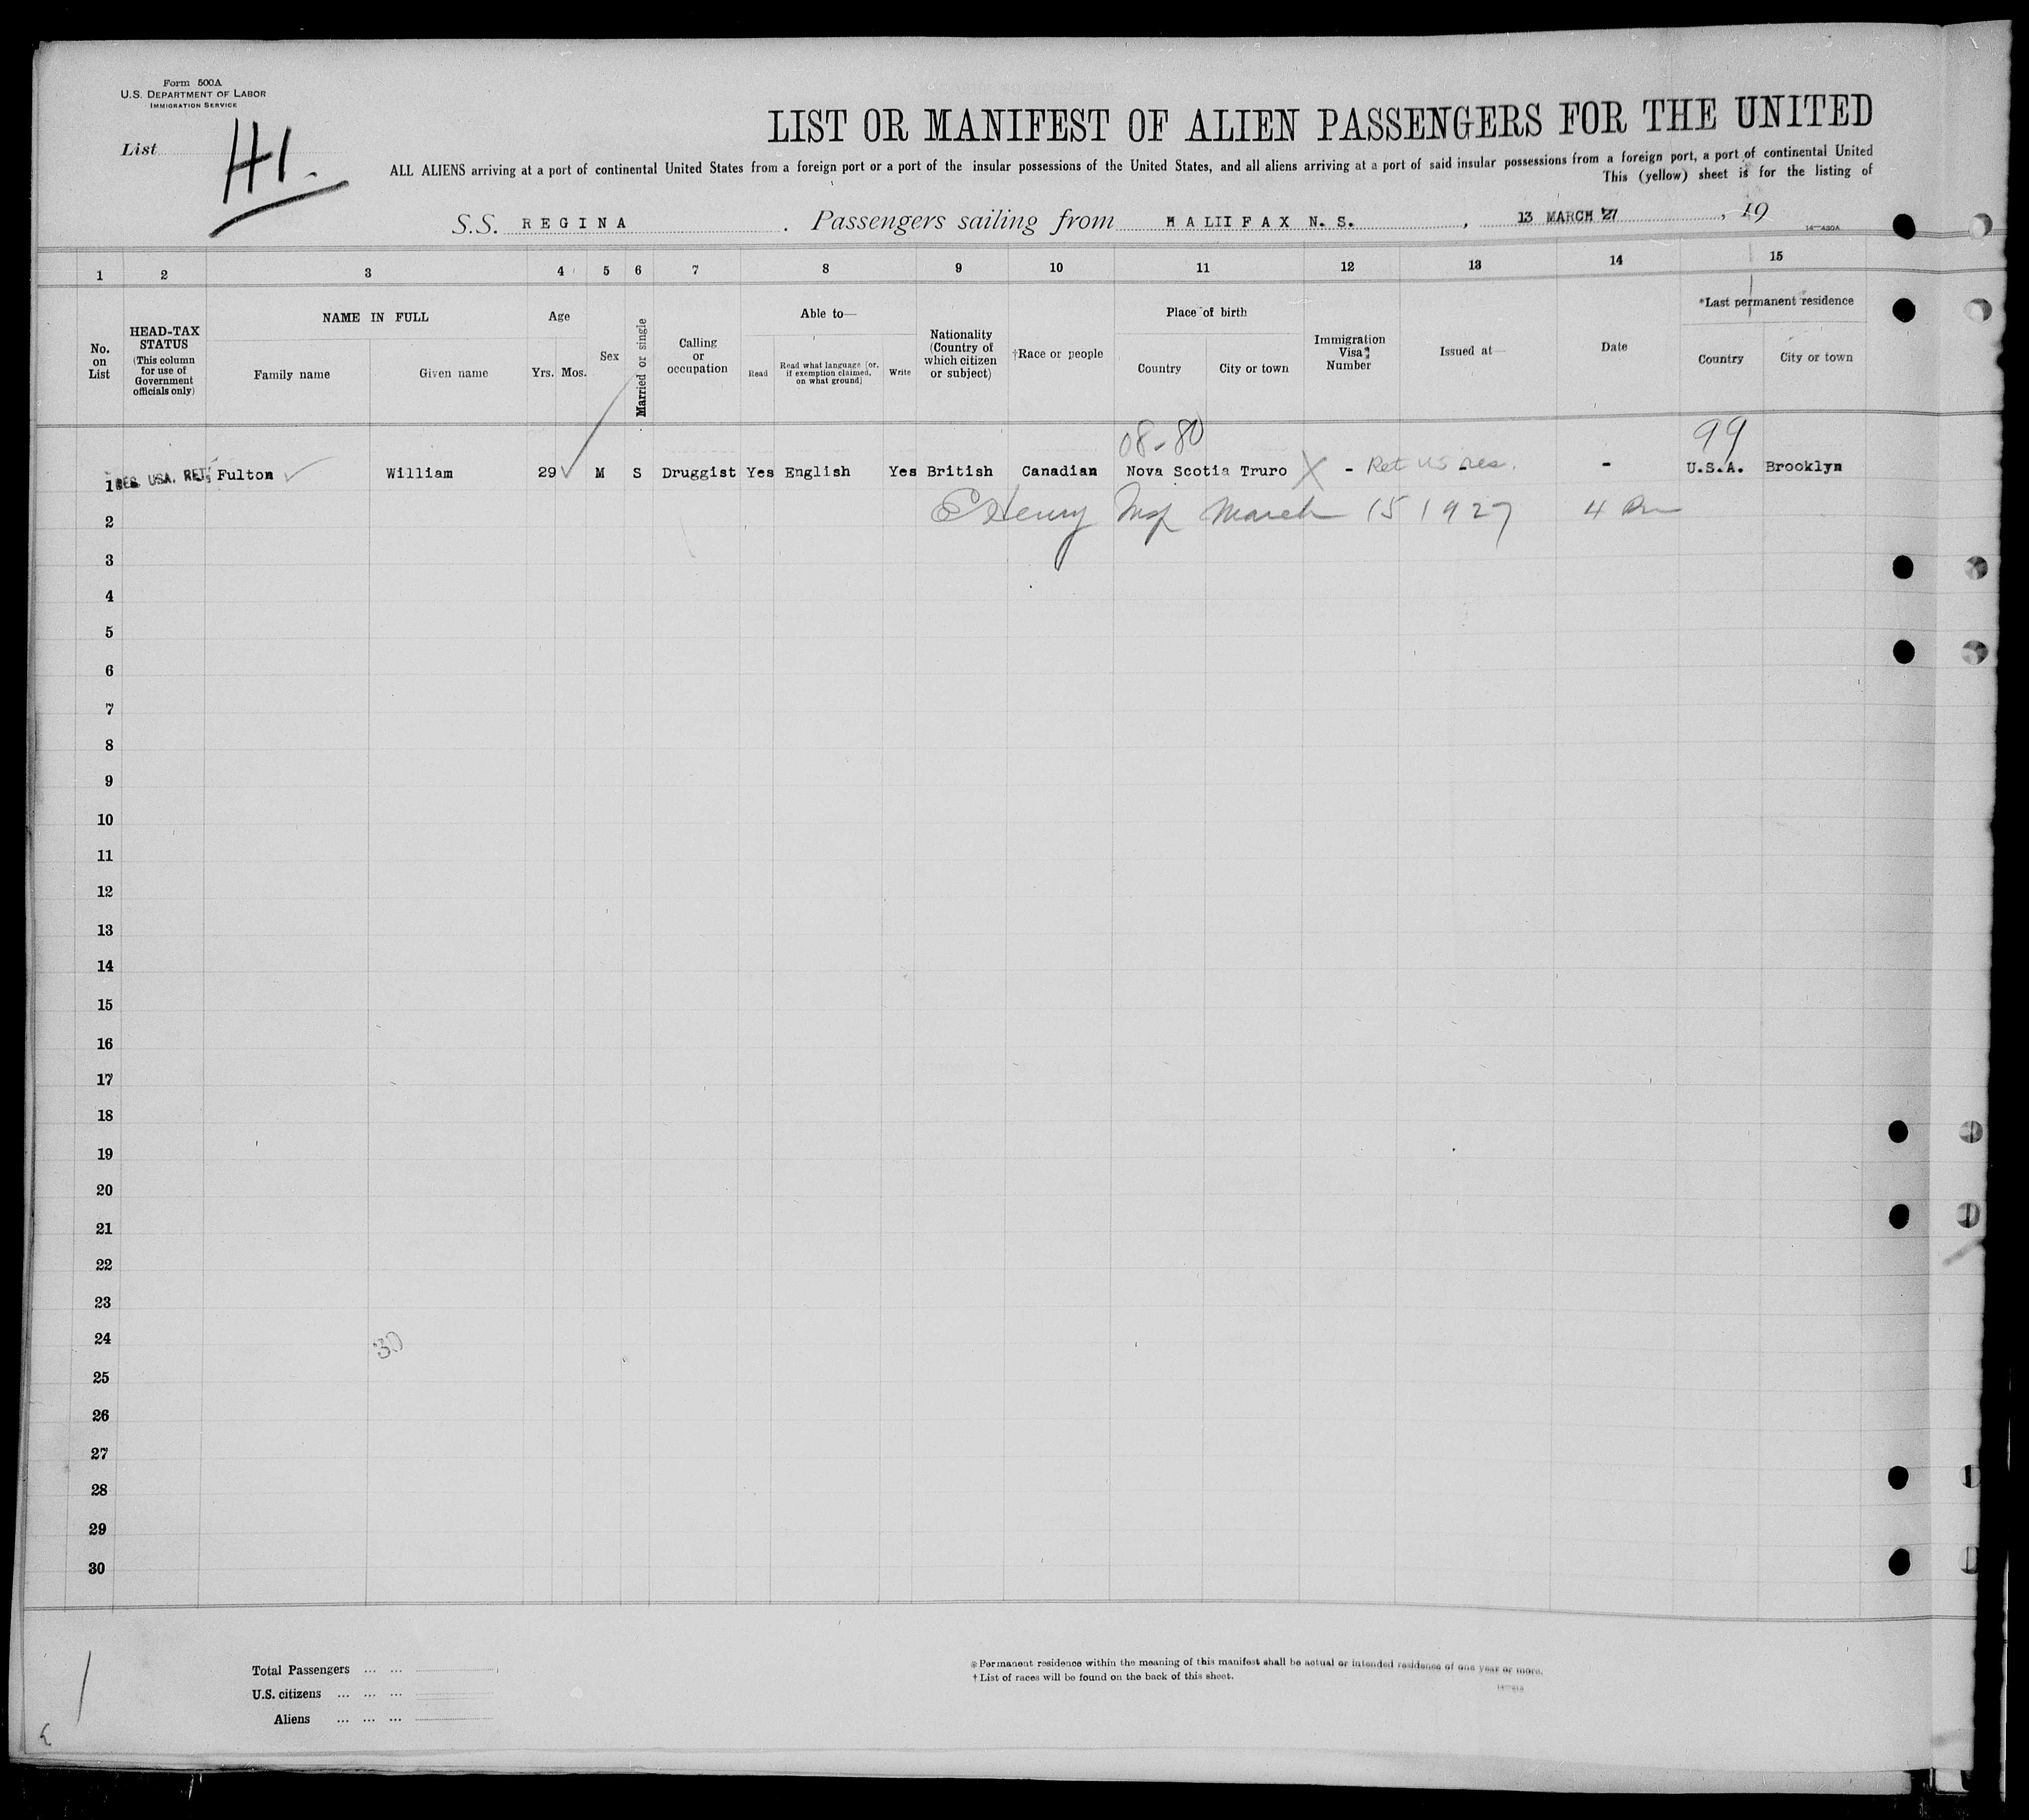 Form 500A
U.S. DEPARTMENT OF LABOR
IMMIGRATION SERVICE
List H1.
LIST OR MANIFEST OF ALIEN PASSENGERS FOR THE UNITED
ALL ALIENS arriving at a port of continental United States from a foreign port or a port of the insular possessions of the United States, and all aliens arriving at a port of said insular possessions from a foreign port, a port of continental United
This (yellow) sheet is for the listing of
S.S. REGINA. Passengers sailing from HALIIFAX N. S., 13 MARCH '27, 19
14—430A
1 2 3 4 5 6 7 8 9 10 11 12 13 14 15
No. on List
HEAD-TAX STATUS (This column for use of Government officials only)
NAME IN FULL
Family name
Given name
Age
Yrs. Mos.
Sex
Married or single
Calling or occupation
Able to—
Read
Read what language [or, if exemption claimed, on what ground]
Write
Nationality (Country of which citizen or subject)
†Race or people
Place of birth
Country
City or town
Immigration Visa Number
Issued at—
Date
*Last permanent residence
Country
City or town
08-80 99
1 RES. USA. RET. Fulton William 29 M S Druggist Yes English Yes British Canadian Nova Scotia Truro X - Ret US res. - U.S.A. Brooklyn
2 Henry Insp March 15 1927 4 Pm
3
4
5
6
7
8
9
10
11
12
13
14
15
16
17
18
19
20
21
22
23
24 30
25
26
27
28
29
30
Total Passengers ... ...
U.S. citizens ... ... ...
Aliens ... ... ...
* Permanent residence within the meaning of this manifest shall be actual or intended residence of one year or more.
† List of races will be found on the back of this sheet.